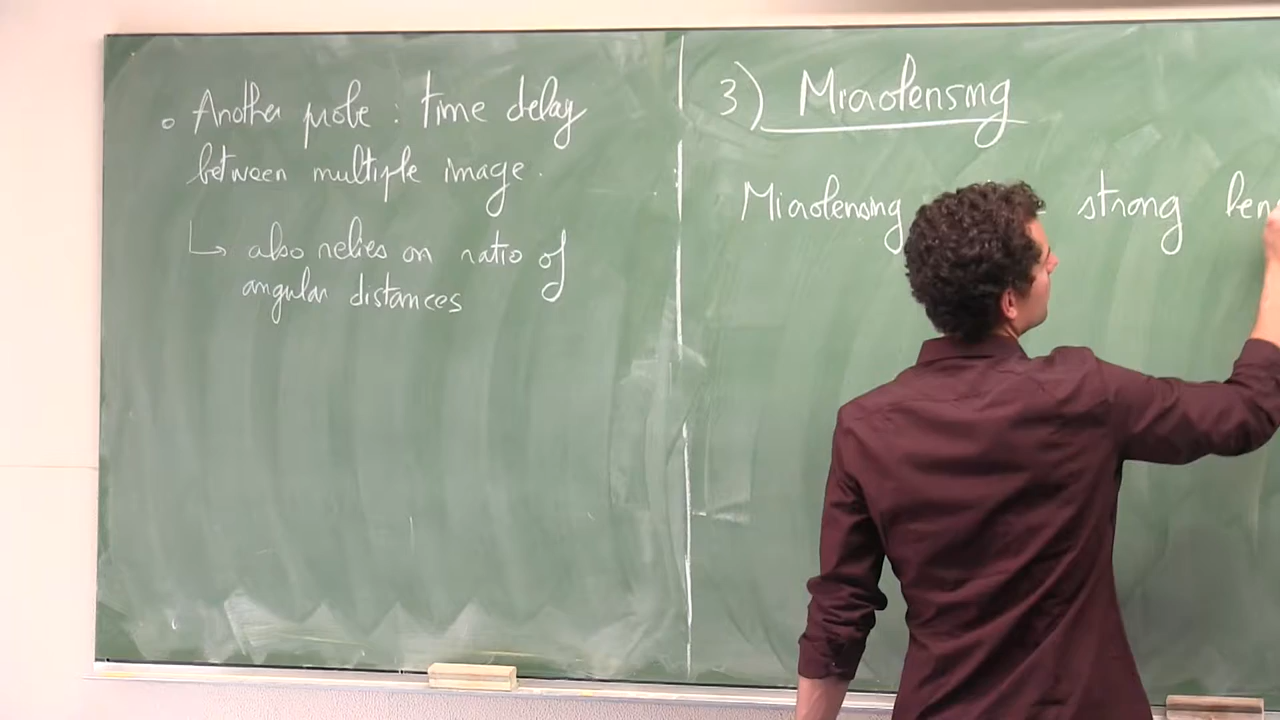 ◦ Another probe : time delay
between multiple image.
↳ also relies on ratio of
angular distances
3) Microlensing
Microlensing strong len